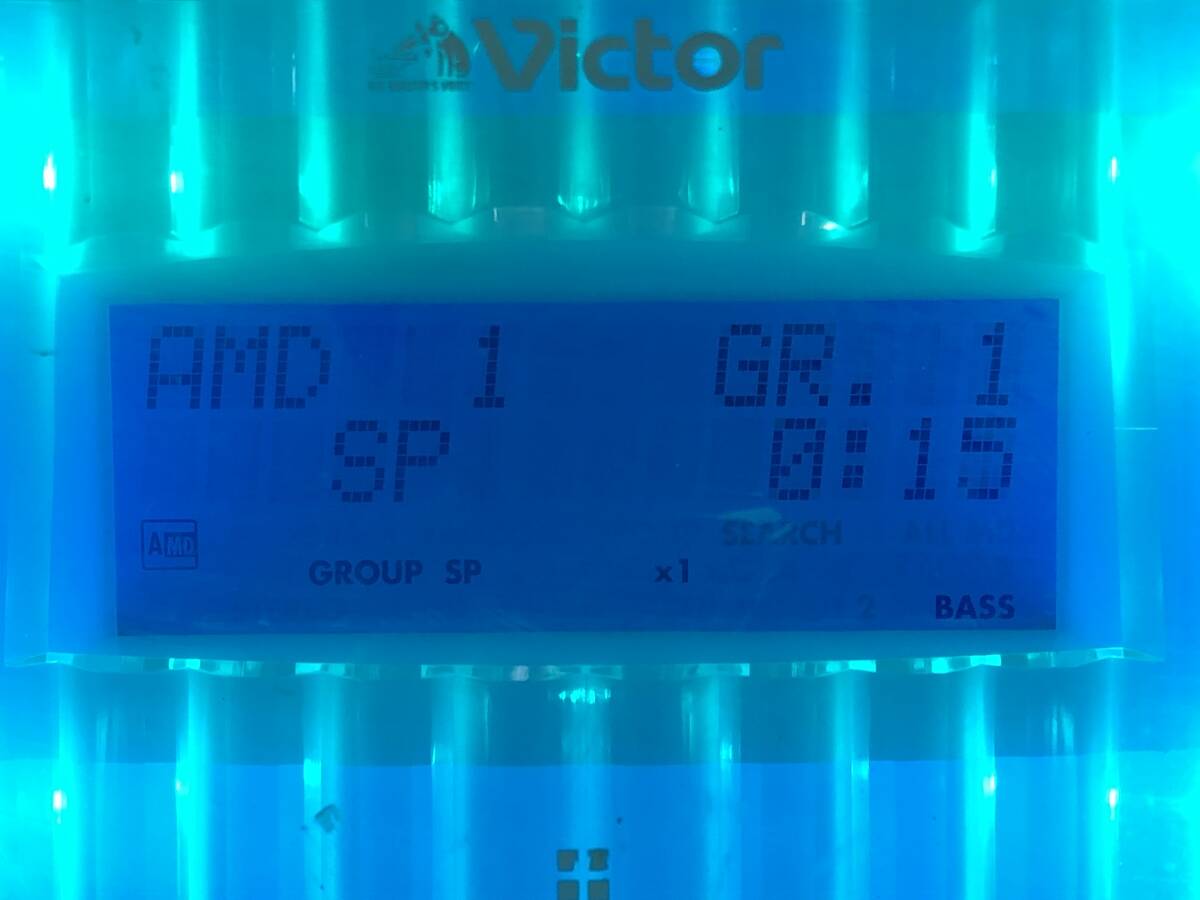 Victor
AMD 1 GR. 1
SP 0:15
SEARCH
AMD
GROUP SP x1
BASS